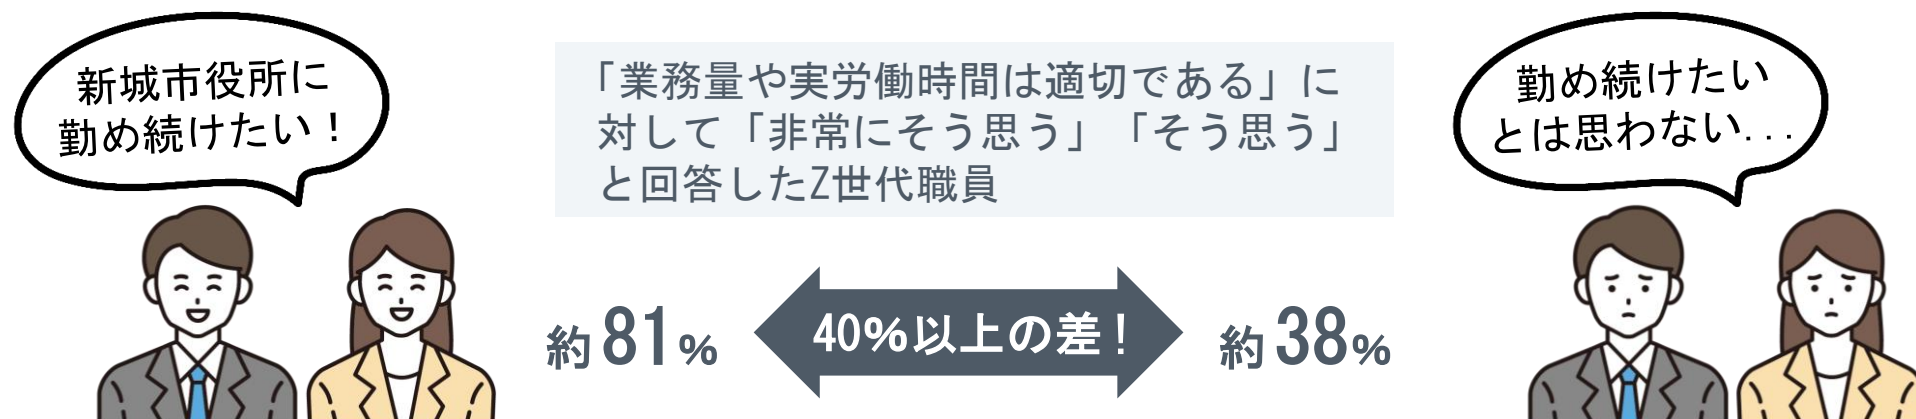 新城市役所に
勤め続けたい！
「業務量や実労働時間は適切である」に
対して「非常にそう思う」「そう思う」
と回答したZ世代職員
勤め続けたい
とは思わない...
約81%
40%以上の差！
約38%